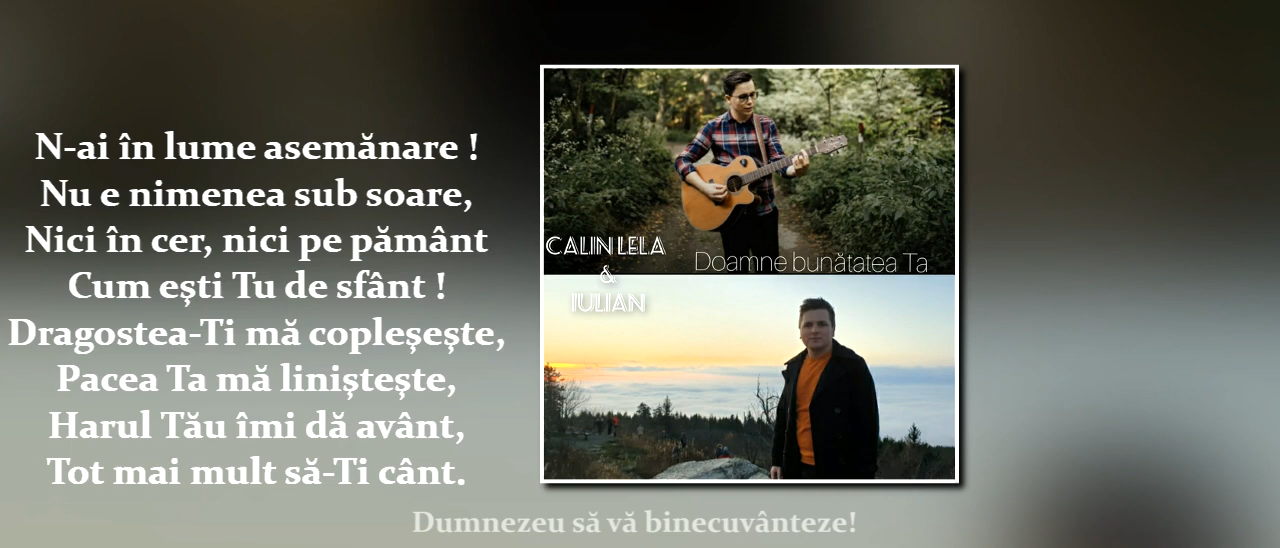 N-ai în lume asemănare !
Nu e nimenea sub soare,
Nici în cer, nici pe pământ
Cum ești Tu de sfânt !
Dragostea-Ti mă copleșește,
Pacea Ta mă liniștește,
Harul Tău îmi dă avânt,
Tot mai mult să-Ti cânt.
CALIN LELA
&
IULIAN
Doamne bunătatea Ta
Dumnezeu să vă binecuvânteze!